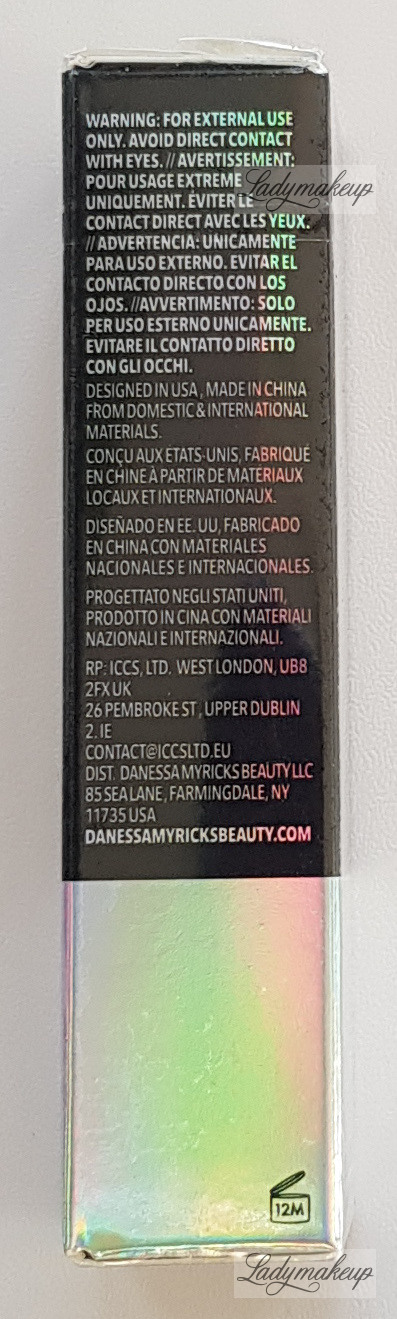 WARNING: FOR EXTERNAL USE
ONLY. AVOID DIRECT CONTACT
WITH EYES. // AVERTISSEMENT:
POUR USAGE EXTREME
Ladymakeup
UNIQUEMENT. ÉVITER LE
CONTACT DIRECT AVEC LES YEUX.
// ADVERTENCIA: ÚNICAMENTE
PARA USO EXTERNO. EVITAR EL
CONTACTO DIRECTO CON LOS
OJOS. //AVVERTIMENTO: SOLO
PER USO ESTERNO UNICAMENTE.
EVITARE IL CONTATTO DIRETTO
CON GLI OCCHI.
DESIGNED IN USA, MADE IN CHINA
FROM DOMESTIC & INTERNATIONAL
MATERIALS.
CONÇU AUX ÉTATS-UNIS, FABRIQUÉ
EN CHINE À PARTIR DE MATÉRIAUX
LOCAUX ET INTERNATIONAUX.
DISEÑADO EN EE. UU, FABRICADO
EN CHINA CON MATERIALES
NACIONALES E INTERNACIONALES.
PROGETTATO NEGLI STATI UNITI,
PRODOTTO IN CINA CON MATERIALI
NAZIONALI E INTERNAZIONALI.
RP: ICCS, LTD. WEST LONDON, UB8
2FX UK
26 PEMBROKE ST, UPPER DUBLIN
2. IE
CONTACT@ICCSLTD.EU
DIST. DANESSA MYRICKS BEAUTY LLC
85 SEA LANE, FARMINGDALE, NY
11735 USA
DANESSAMYRICKSBEAUTY.COM
12M
Ladymakeup